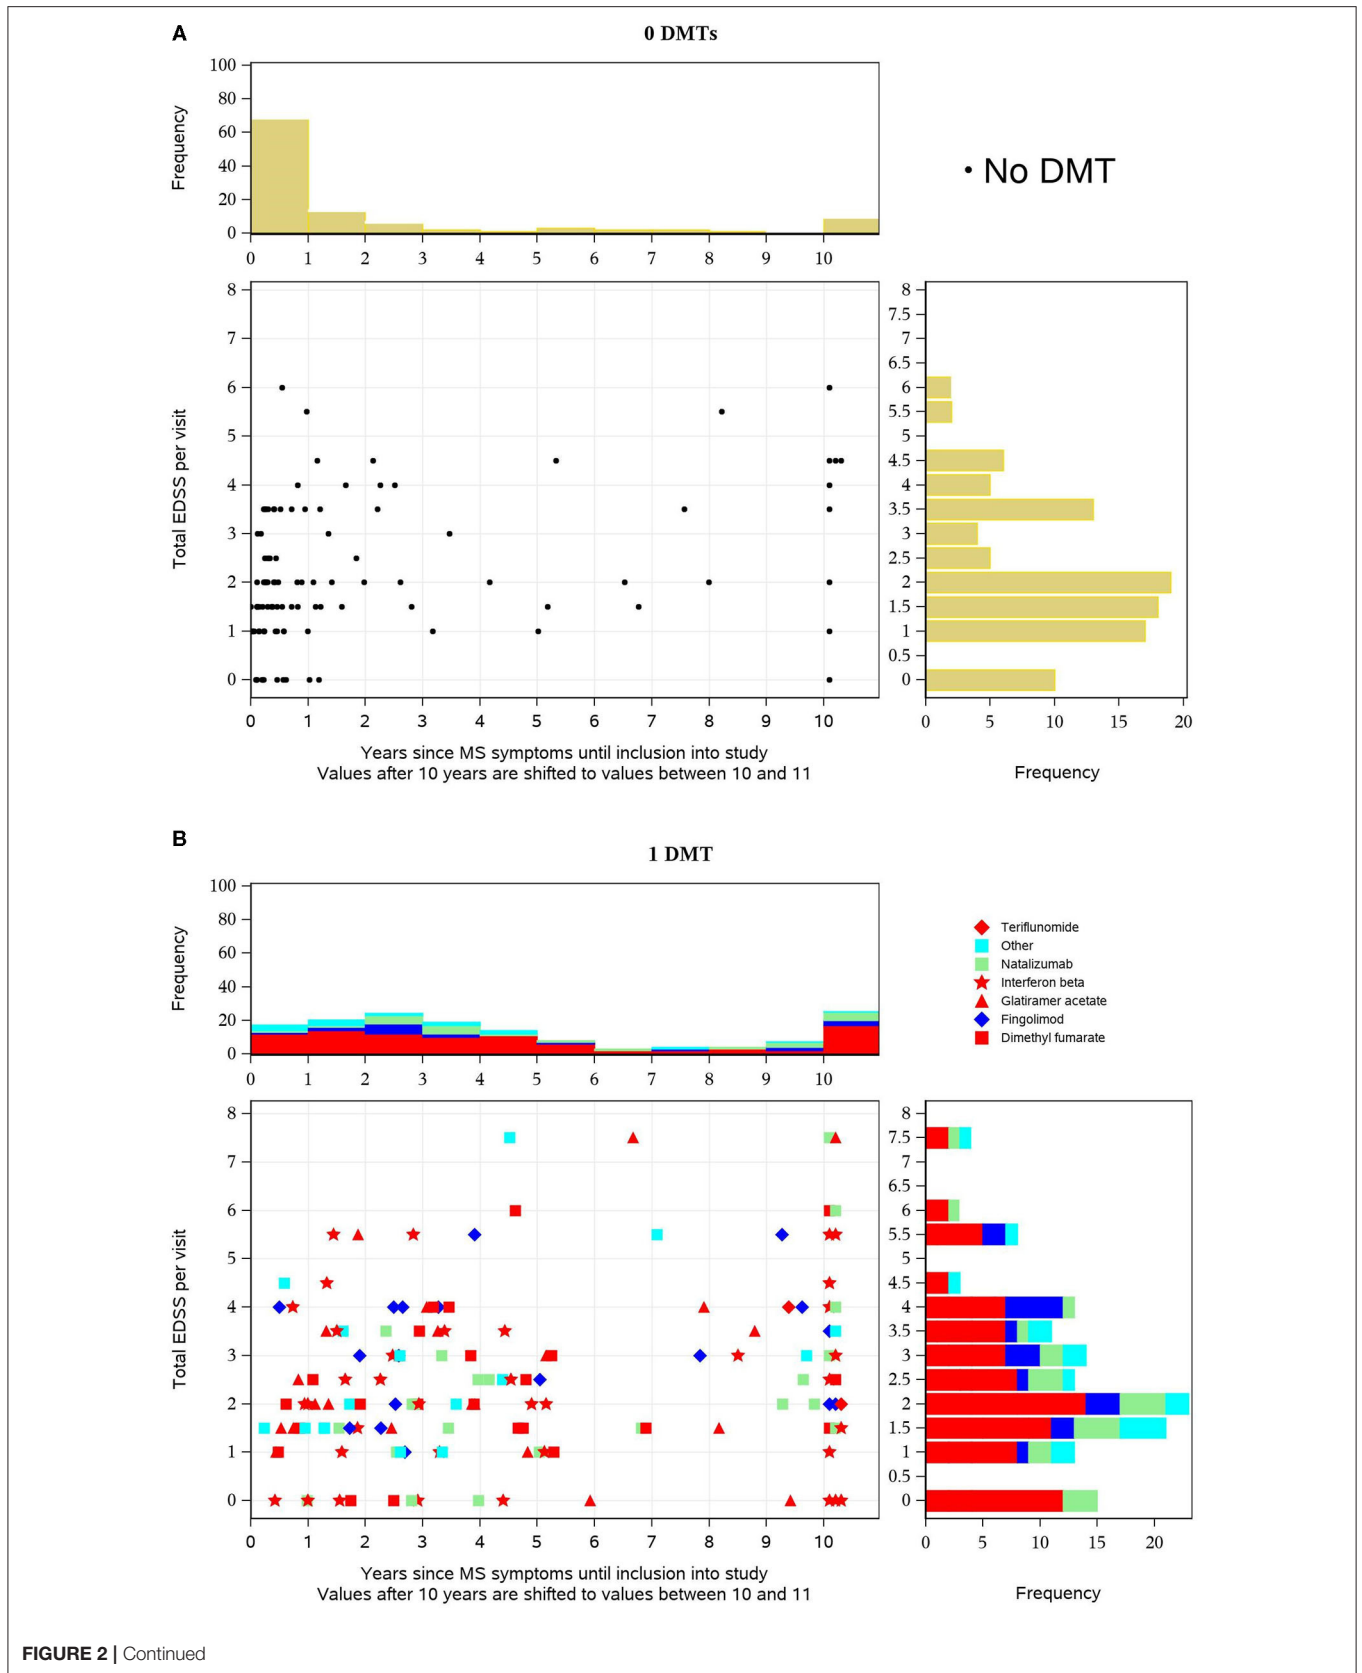 A
0 DMTs
100
80
60
40
20
0
Frequency
0 1 2 3 4 5 6 7 8 9 10
• No DMT
8
7
6
5
4
3
2
1
0
Total EDSS per visit
0 1 2 3 4 5 6 7 8 9 10
Years since MS symptoms until inclusion into study
Values after 10 years are shifted to values between 10 and 11
8
7.5
7
6.5
6
5.5
5
4.5
4
3.5
3
2.5
2
1.5
1
0.5
0
0 5 10 15 20
Frequency
B
1 DMT
100
80
60
40
20
0
Frequency
0 1 2 3 4 5 6 7 8 9 10
Teriflunomide
Other
Natalizumab
Interferon beta
Glatiramer acetate
Fingolimod
Dimethyl fumarate
8
7
6
5
4
3
2
1
0
Total EDSS per visit
0 1 2 3 4 5 6 7 8 9 10
Years since MS symptoms until inclusion into study
Values after 10 years are shifted to values between 10 and 11
8
7.5
7
6.5
6
5.5
5
4.5
4
3.5
3
2.5
2
1.5
1
0.5
0
0 5 10 15 20
Frequency
FIGURE 2 | Continued